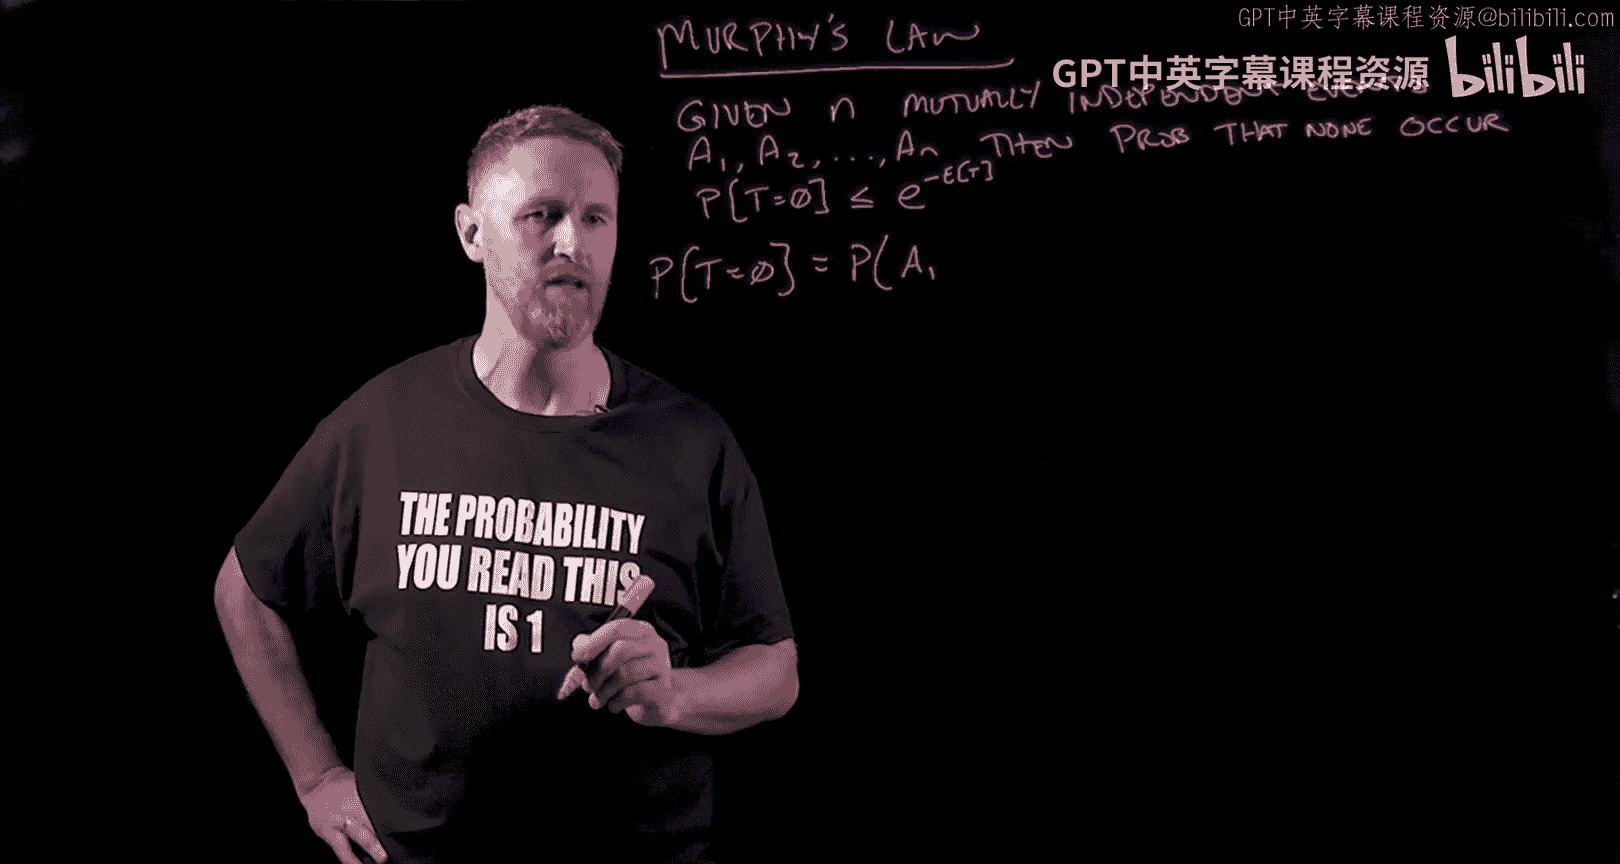 GPT中英字幕课程资源@bilibili.com
GPT中英字幕课程资源 bilibili
MURPHY'S LAW
GIVEN n MUTUALLY INDEPENDENT EVENTS
A₁, A₂, ..., Aₙ THEN PROB THAT NONE OCCUR
P[T=∅] ≤ e^{-E[T]}
P[T=∅] = P(A₁
THE PROBABILITY
YOU READ THIS
IS 1